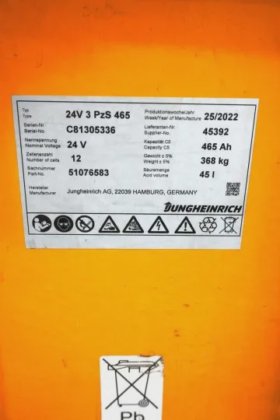 Typ
Type
24V 3 PzS 465
Produktionswoche/Jahr
Week/Year of Manufacture
25/2022
Serien-Nr.
Serial-No.
C81305336
Lieferanten-Nr.
Supplier-No.
45392
Nennspannung
Nominal Voltage
24 V
Kapazität C5
Capacity C5
465 Ah
Zellenanzahl
Number of cells
12
Gewicht ± 5%
Weight ± 5%
368 kg
Sachnummer
Part-No.
51076583
Säuremenge
Acid volume
45 l
Hersteller
Manufacturer
Jungheinrich AG, 22039 HAMBURG, GERMANY
JUNGHEINRICH
Pb